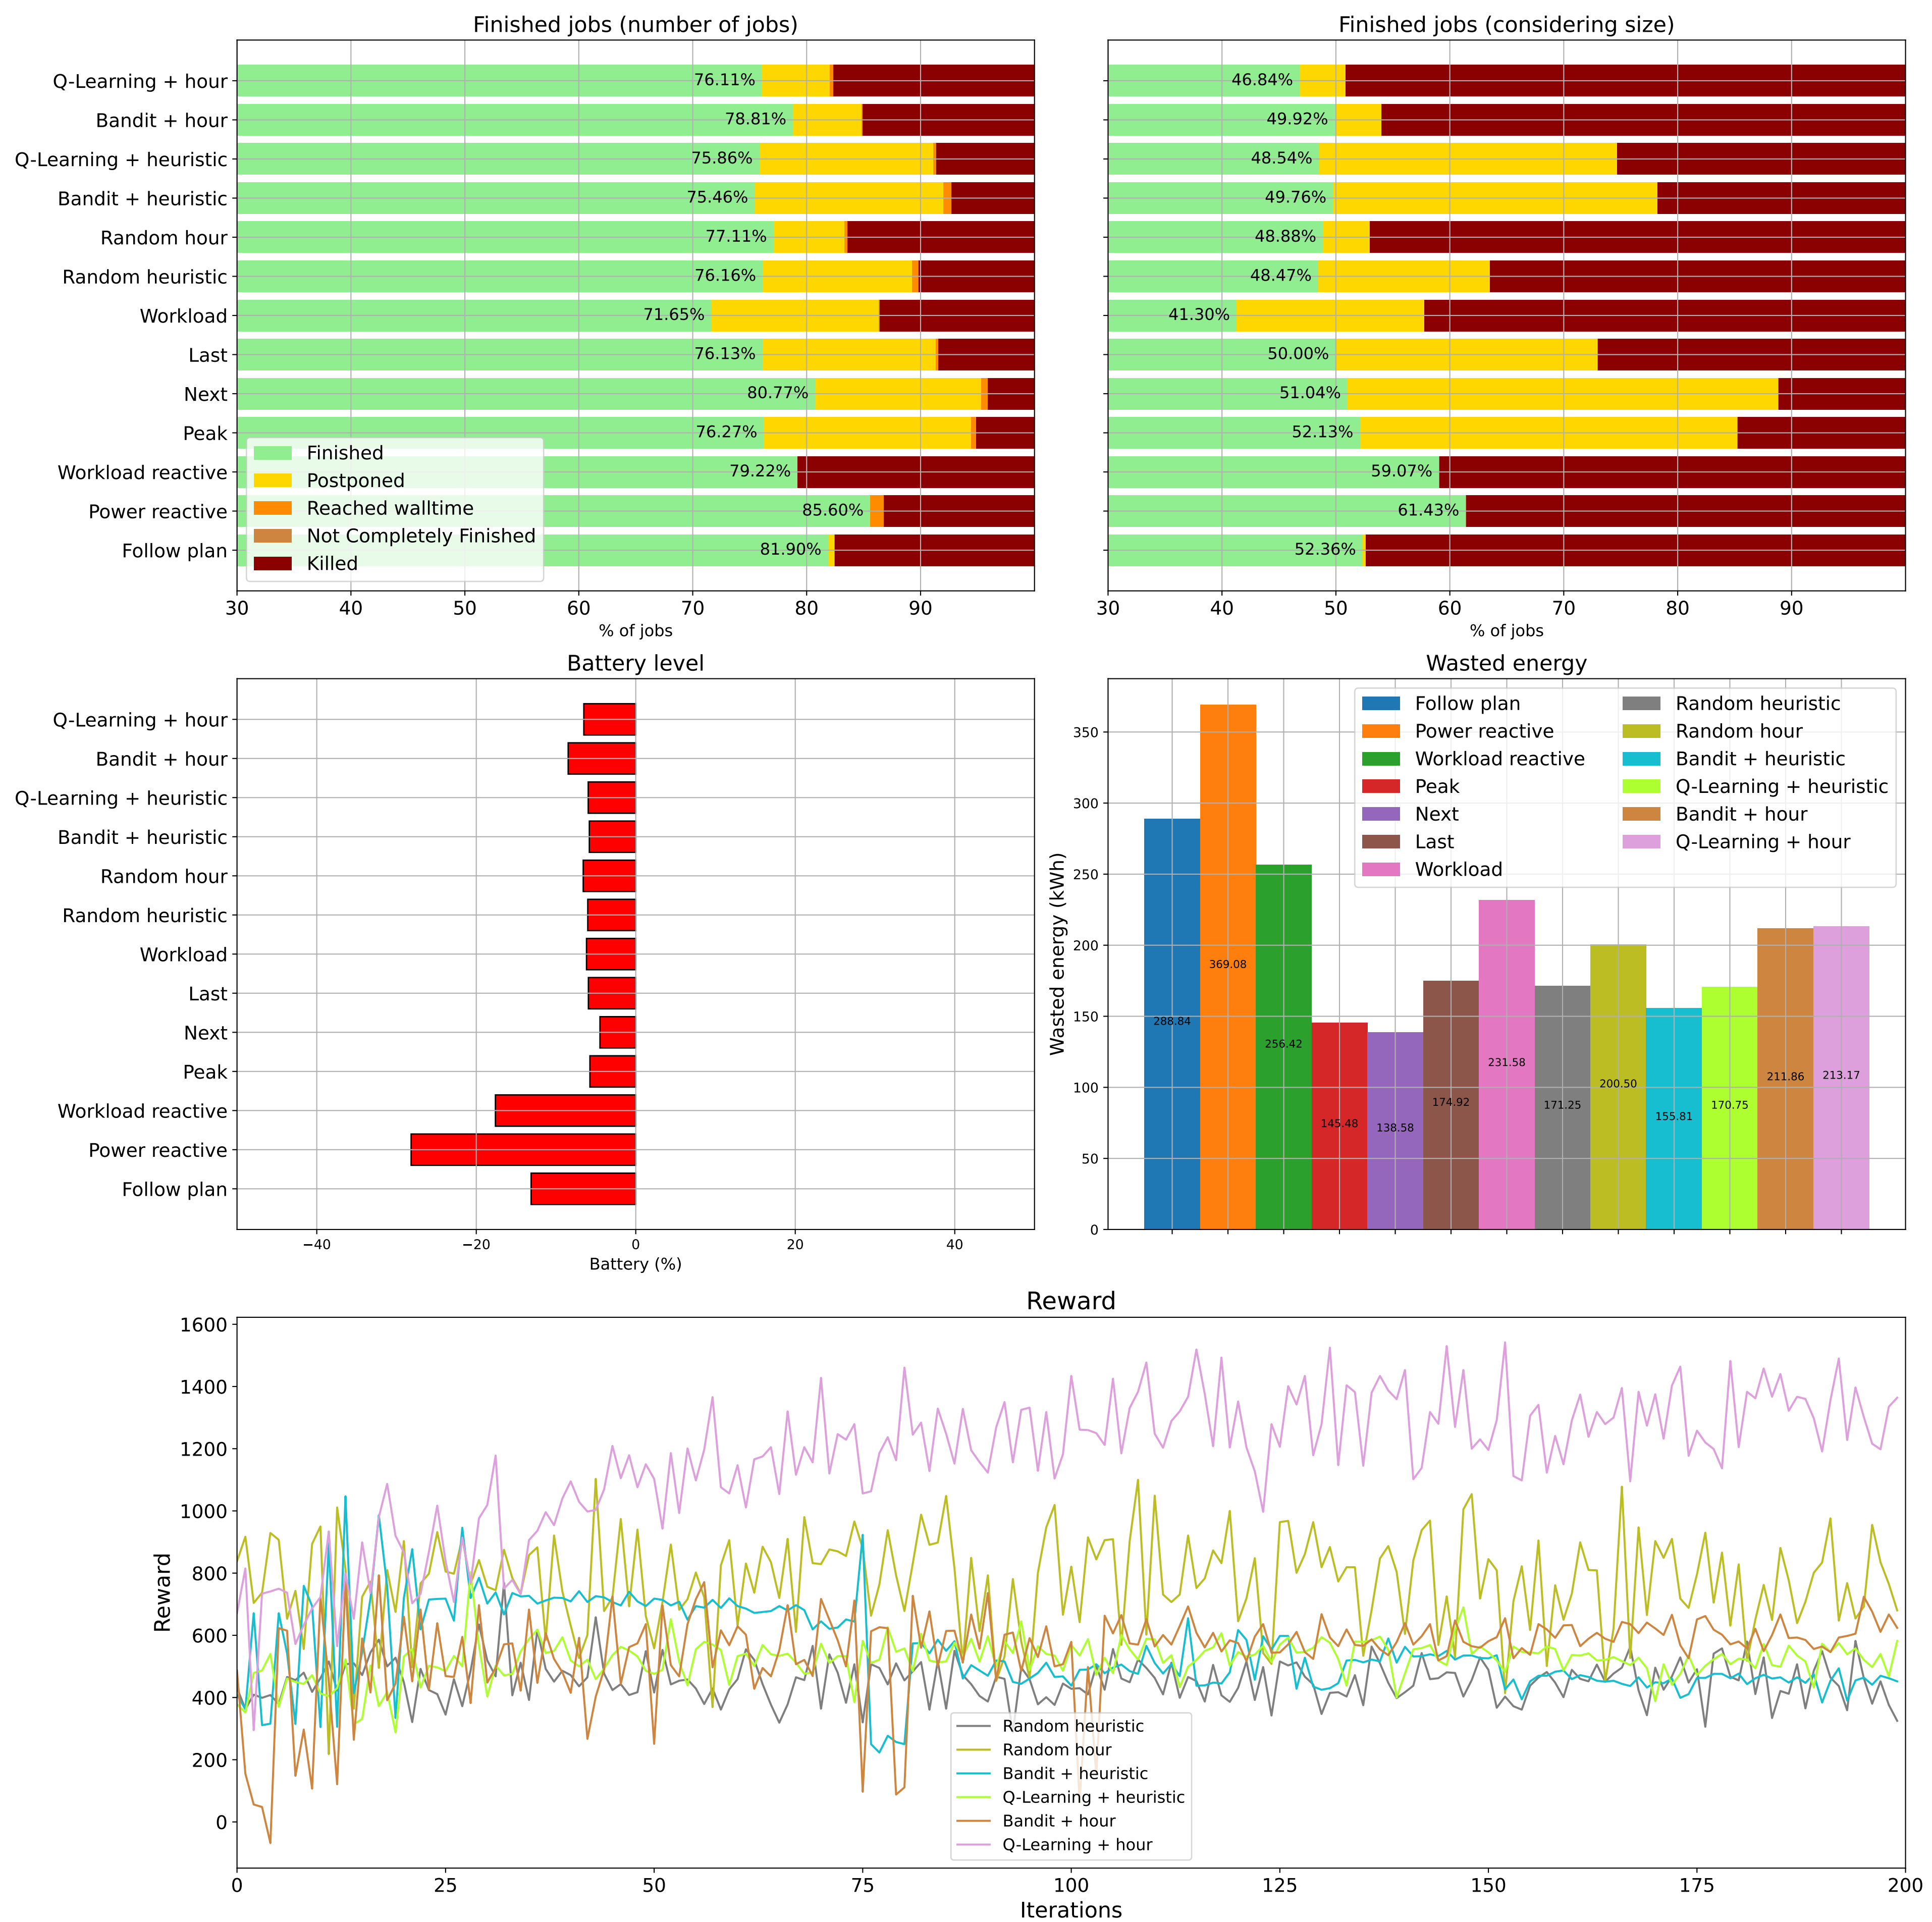 Finished jobs (number of jobs)
Q-Learning + hour
76.11%
Bandit + hour
78.81%
Q-Learning + heuristic
75.86%
Bandit + heuristic
75.46%
Random hour
77.11%
Random heuristic
76.16%
Workload
71.65%
Last
76.13%
Next
80.77%
Peak
76.27%
Workload reactive
79.22%
Power reactive
85.60%
Follow plan
81.90%
Finished
Postponed
Reached walltime
Not Completely Finished
Killed
30 40 50 60 70 80 90
% of jobs
Finished jobs (considering size)
46.84%
49.92%
48.54%
49.76%
48.88%
48.47%
41.30%
50.00%
51.04%
52.13%
59.07%
61.43%
52.36%
30 40 50 60 70 80 90
% of jobs
Battery level
Q-Learning + hour
Bandit + hour
Q-Learning + heuristic
Bandit + heuristic
Random hour
Random heuristic
Workload
Last
Next
Peak
Workload reactive
Power reactive
Follow plan
−40 −20 0 20 40
Battery (%)
Wasted energy
Wasted energy (kWh)
350
300
250
200
150
100
50
0
Follow plan
Power reactive
Workload reactive
Peak
Next
Last
Workload
Random heuristic
Random hour
Bandit + heuristic
Q-Learning + heuristic
Bandit + hour
Q-Learning + hour
288.84
369.08
256.42
145.48
138.58
174.92
231.58
171.25
200.50
155.81
170.75
211.86
213.17
Reward
Reward
1600
1400
1200
1000
800
600
400
200
0
Random heuristic
Random hour
Bandit + heuristic
Q-Learning + heuristic
Bandit + hour
Q-Learning + hour
0 25 50 75 100 125 150 175 200
Iterations